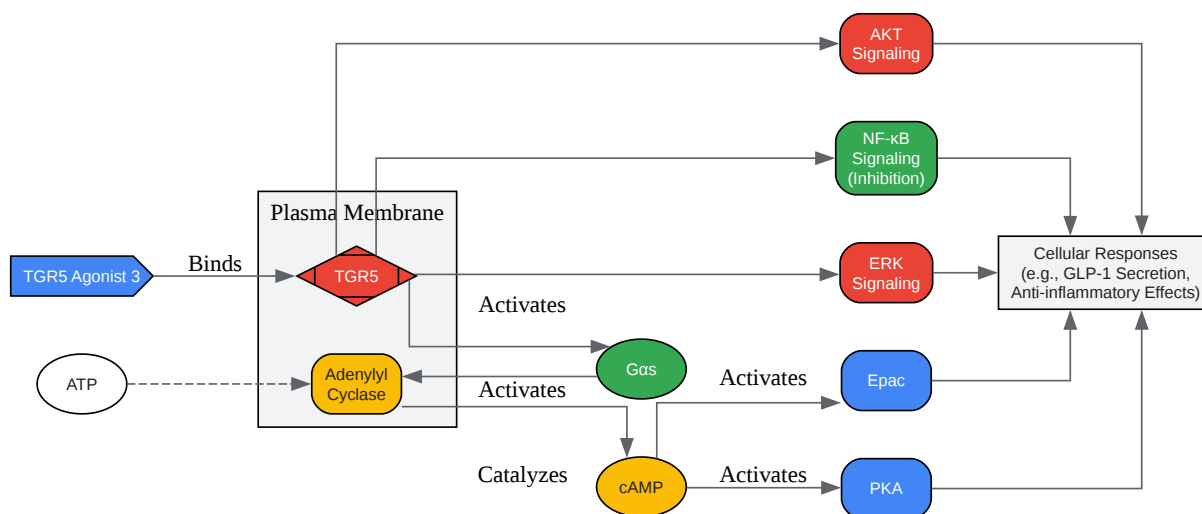 AKT
Signaling
NF-κB
Signaling
(Inhibition)
Plasma Membrane
Cellular Responses
(e.g., GLP-1 Secretion,
Anti-inflammatory Effects)
TGR5 Agonist 3
Binds
TGR5
ERK
Signaling
Activates
Gαs
ATP
Adenylyl
Cyclase
Activates
Activates
Epac
Catalyzes
cAMP
Activates
PKA